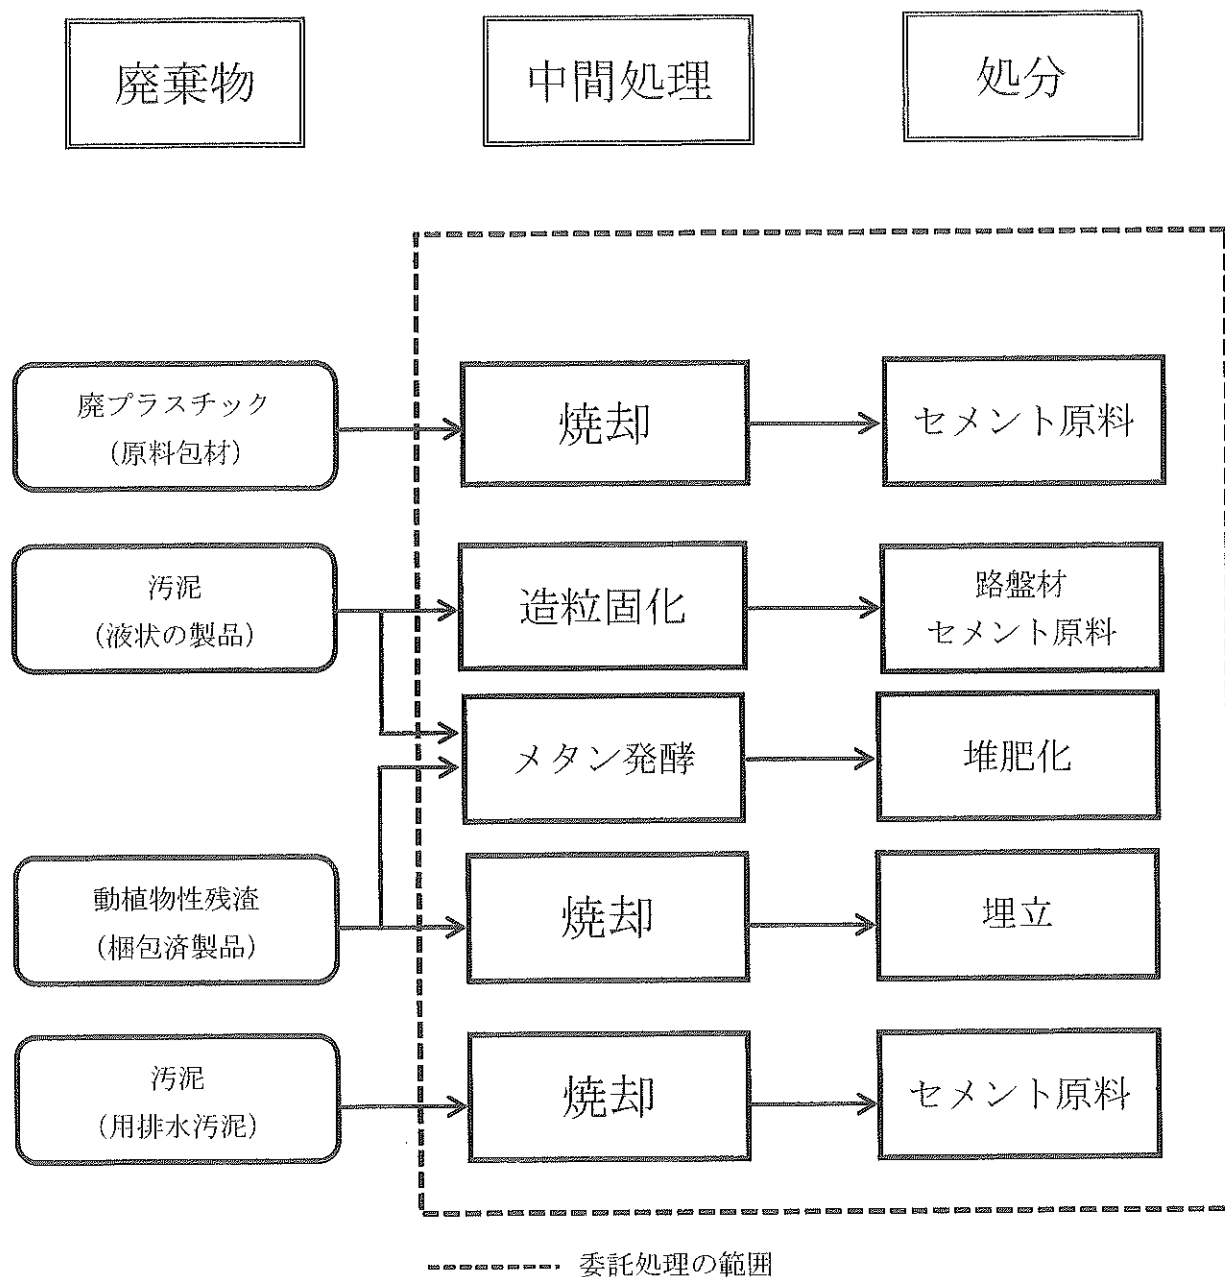 廃棄物
中間処理
処分
廃プラスチック
(原料包材)
焼却
セメント原料
汚泥
(液状の製品)
造粒固化
路盤材
セメント原料
メタン発酵
堆肥化
動植物性残渣
(梱包済製品)
焼却
埋立
汚泥
(用排水汚泥)
焼却
セメント原料
委託処理の範囲